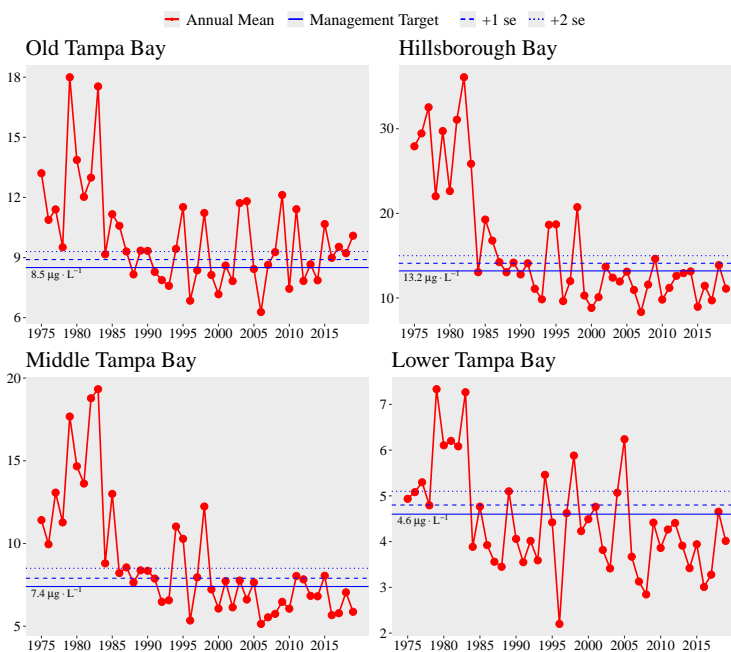 Annual Mean Management Target +1 se +2 se
Old Tampa Bay
18
15
12
9
6
8.5 µg · L⁻¹
1975 1980 1985 1990 1995 2000 2005 2010 2015
Hillsborough Bay
30
20
10
13.2 µg · L⁻¹
1975 1980 1985 1990 1995 2000 2005 2010 2015
Middle Tampa Bay
20
15
10
5
7.4 µg · L⁻¹
1975 1980 1985 1990 1995 2000 2005 2010 2015
Lower Tampa Bay
7
6
5
4
3
2
4.6 µg · L⁻¹
1975 1980 1985 1990 1995 2000 2005 2010 2015